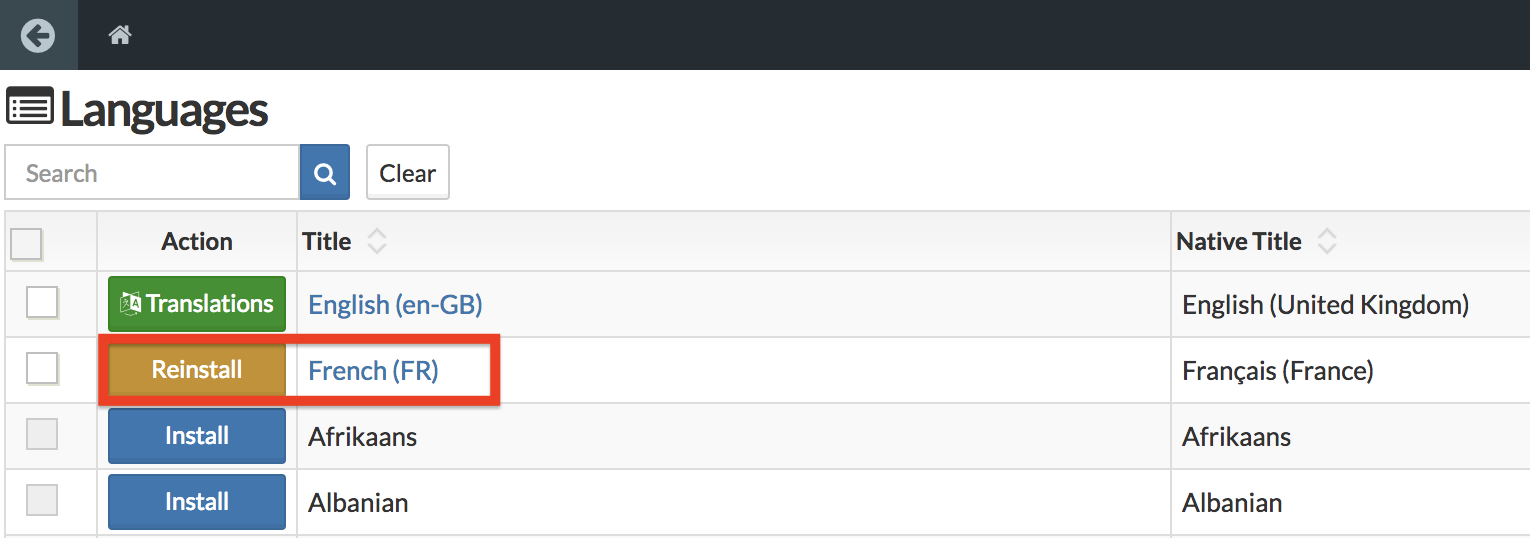 Languages
Search Clear
Action Title Native Title
Translations English (en-GB) English (United Kingdom)
Reinstall French (FR) Français (France)
Install Afrikaans Afrikaans
Install Albanian Albanian